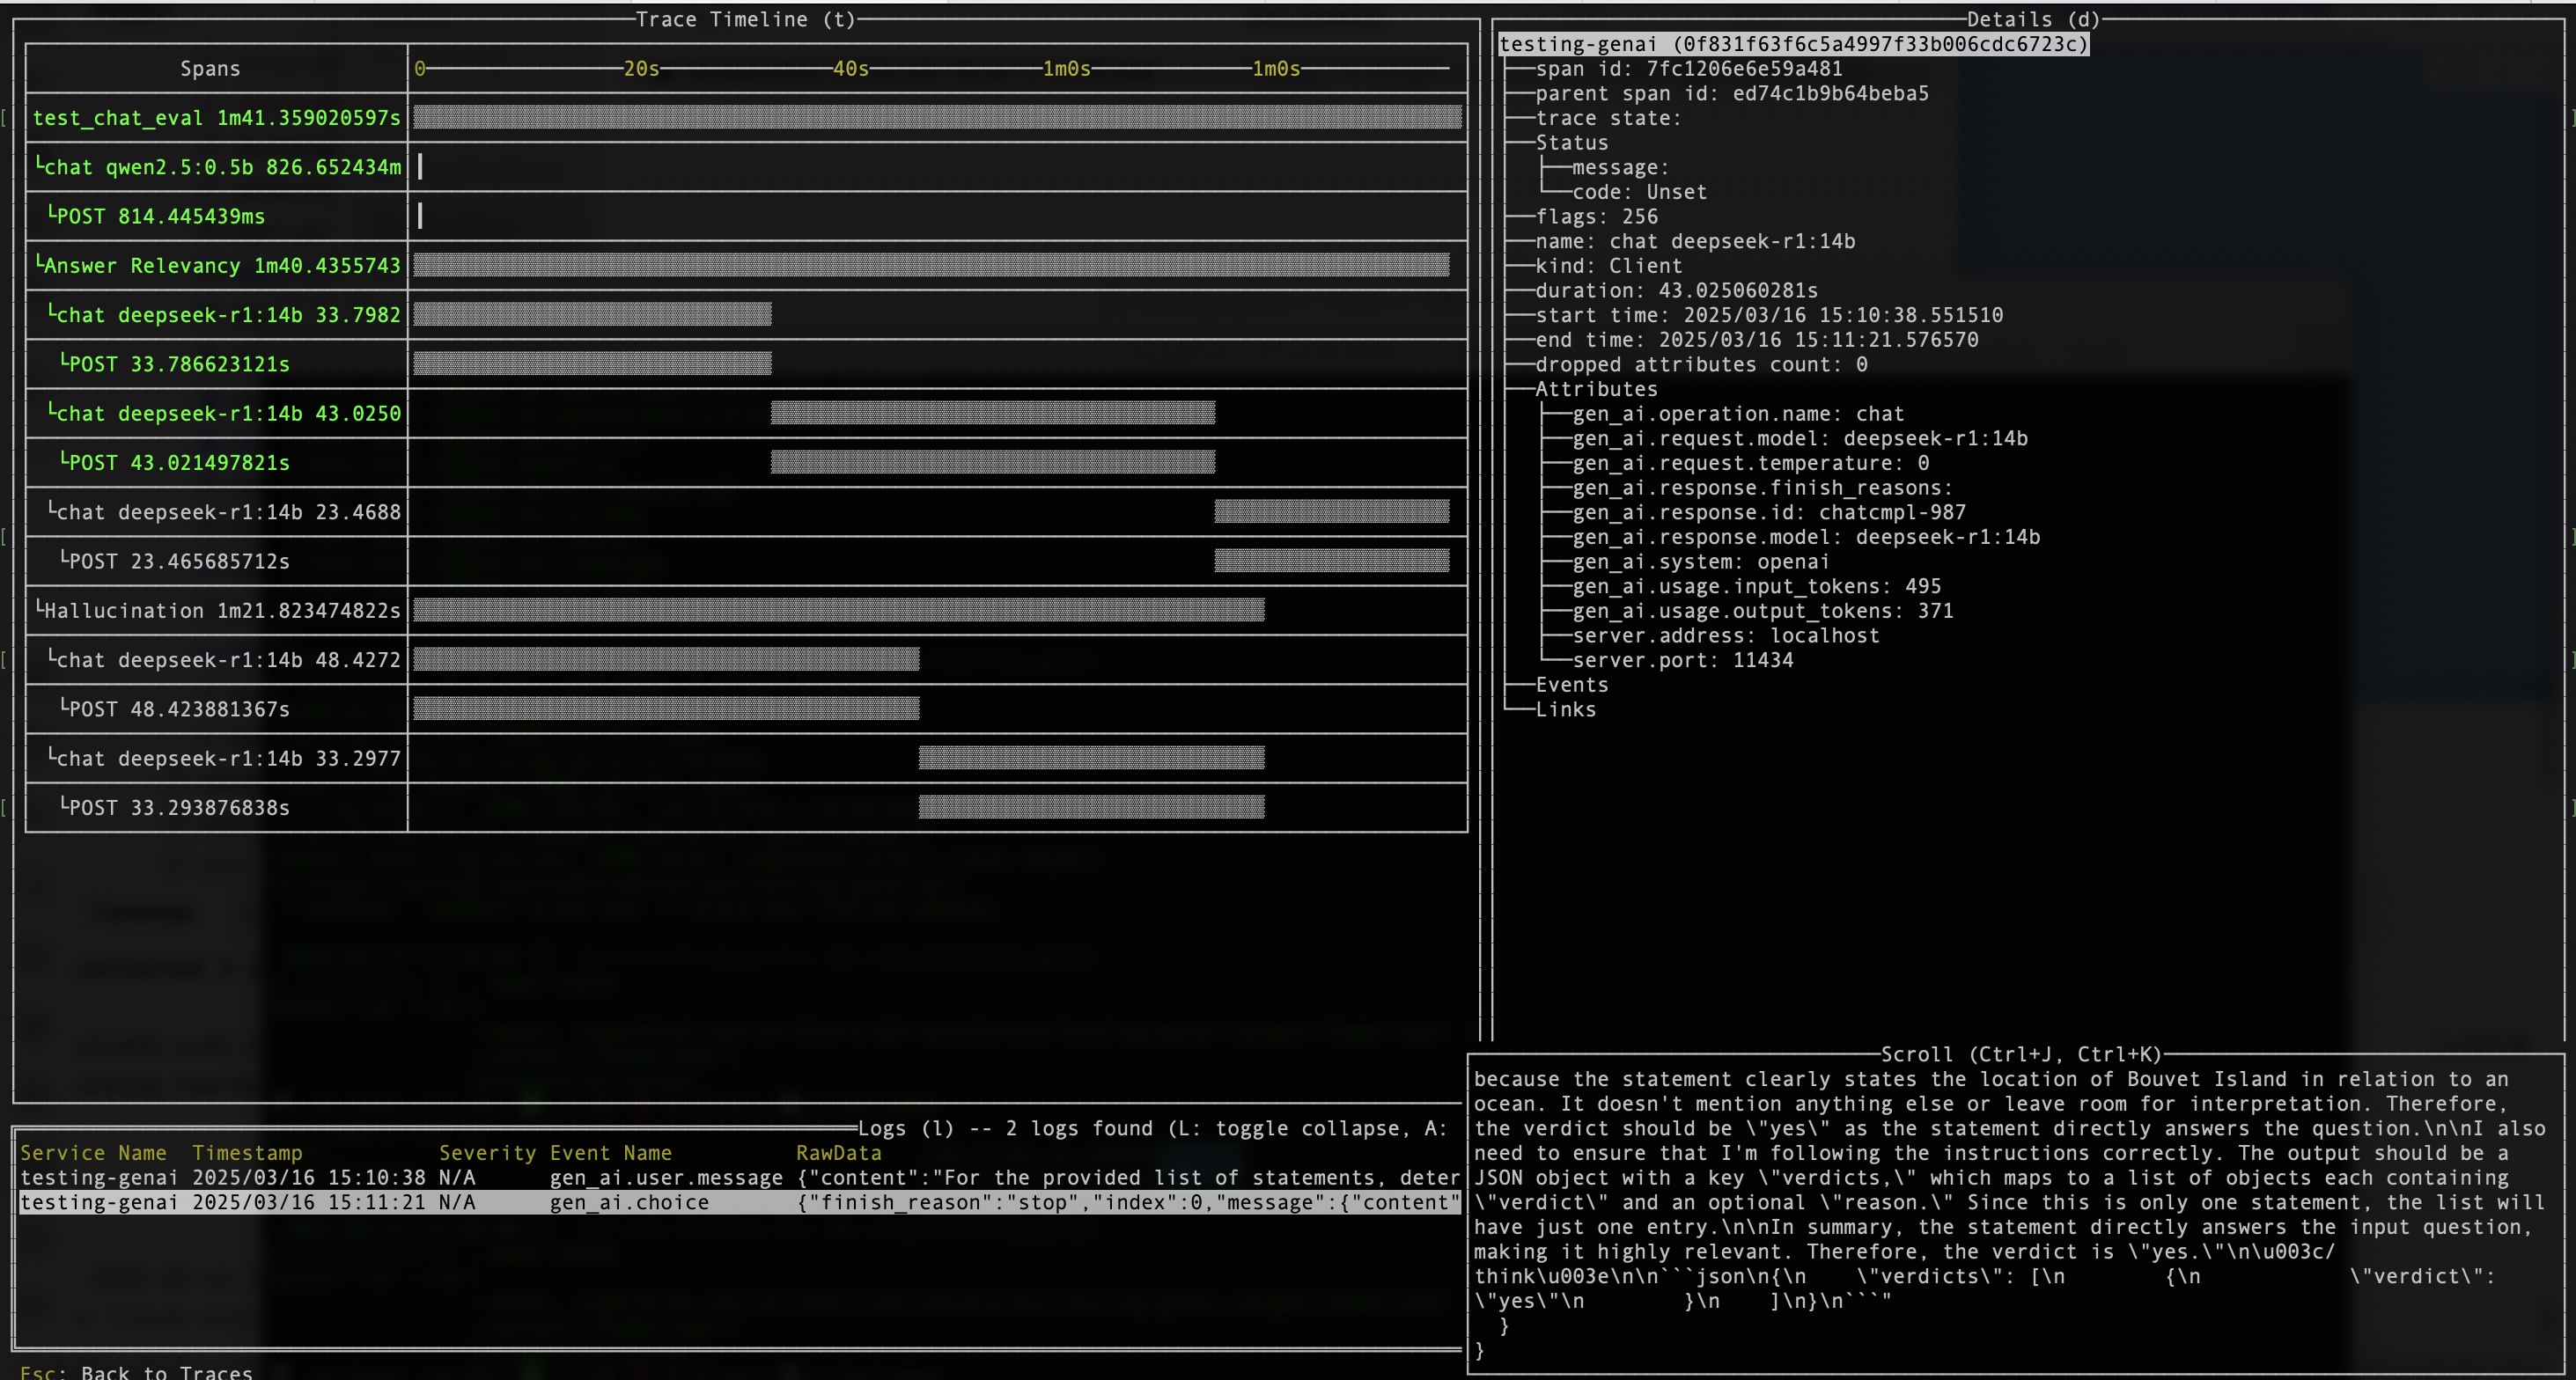 Trace Timeline (t)
Spans
0 20s 40s 1m0s 1m0s
test_chat_eval 1m41.359020597s
chat qwen2.5:0.5b 826.652434m
POST 814.445439ms
Answer Relevancy 1m40.4355743
chat deepseek-r1:14b 33.7982
POST 33.786623121s
chat deepseek-r1:14b 43.0250
POST 43.021497821s
chat deepseek-r1:14b 23.4688
POST 23.465685712s
Hallucination 1m21.823474822s
chat deepseek-r1:14b 48.4272
POST 48.423881367s
chat deepseek-r1:14b 33.2977
POST 33.293876838s
Details (d)
testing-genai (0f831f63f6c5a4997f33b006cdc6723c)
span id: 7fc1206e6e59a481
parent span id: ed74c1b9b64beba5
trace state:
Status
message:
code: Unset
flags: 256
name: chat deepseek-r1:14b
kind: Client
duration: 43.025060281s
start time: 2025/03/16 15:10:38.551510
end time: 2025/03/16 15:11:21.576570
dropped attributes count: 0
Attributes
gen_ai.operation.name: chat
gen_ai.request.model: deepseek-r1:14b
gen_ai.request.temperature: 0
gen_ai.response.finish_reasons:
gen_ai.response.id: chatcmpl-987
gen_ai.response.model: deepseek-r1:14b
gen_ai.system: openai
gen_ai.usage.input_tokens: 495
gen_ai.usage.output_tokens: 371
server.address: localhost
server.port: 11434
Events
Links
Logs (l) -- 2 logs found (L: toggle collapse, A:
Service Name Timestamp Severity Event Name RawData
testing-genai 2025/03/16 15:10:38 N/A gen_ai.user.message {"content":"For the provided list of statements, deter
testing-genai 2025/03/16 15:11:21 N/A gen_ai.choice {"finish_reason":"stop","index":0,"message":{"content"
Scroll (Ctrl+J, Ctrl+K)
because the statement clearly states the location of Bouvet Island in relation to an
ocean. It doesn't mention anything else or leave room for interpretation. Therefore,
the verdict should be \"yes\" as the statement directly answers the question.\n\nI also
need to ensure that I'm following the instructions correctly. The output should be a
JSON object with a key \"verdicts,\" which maps to a list of objects each containing
\"verdict\" and an optional \"reason.\" Since this is only one statement, the list will
have just one entry.\n\nIn summary, the statement directly answers the input question,
making it highly relevant. Therefore, the verdict is \"yes.\"\n\u003c/
think\u003e\n\n```json\n{\n    \"verdicts\": [\n        {\n            \"verdict\":
\"yes\"\n        }\n    ]\n}\n```"
}
}
Esc: Back to Traces